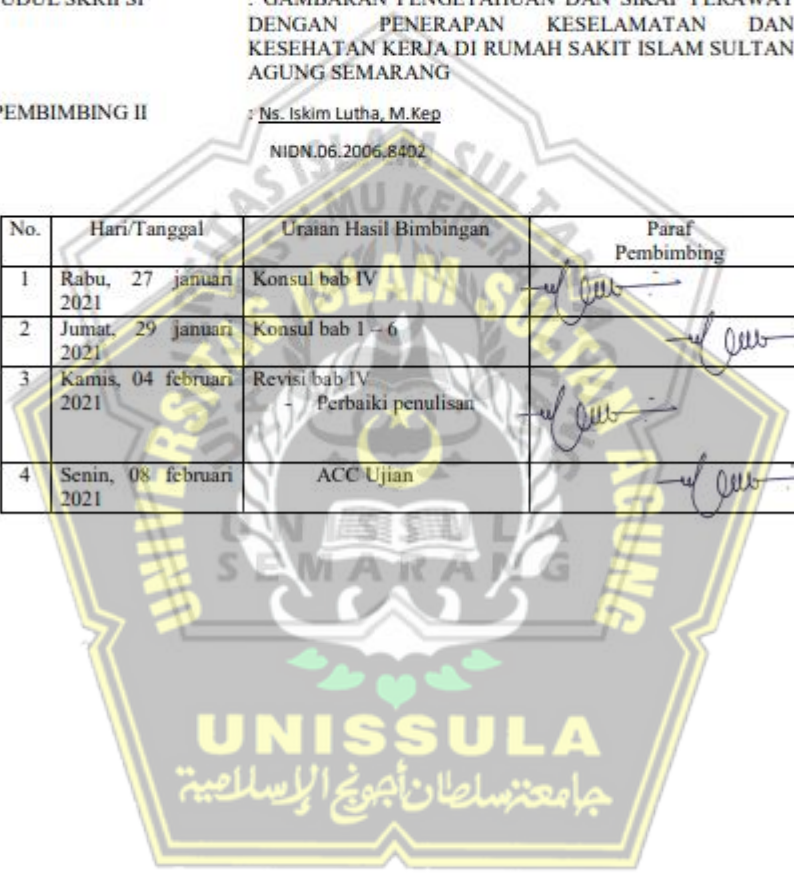 : GAMBARAN PENGETAHUAN DAN SIKAP PERAWAT
DENGAN PENERAPAN KESELAMATAN DAN
KESEHATAN KERJA DI RUMAH SAKIT ISLAM SULTAN
AGUNG SEMARANG
PEMBIMBING II : Ns. Iskim Lutha, M.Kep
NIDN.06.2006.8402
No. Hari/Tanggal Uraian Hasil Bimbingan Paraf
Pembimbing
1 Rabu, 27 januari Konsul bab IV
2021
2 Jumat, 29 januari Konsul bab 1 – 6
2021
3 Kamis, 04 februari Revisi bab IV
2021 - Perbaiki penulisan
4 Senin, 08 februari ACC Ujian
2021
UNIVERSITAS ISLAM SULTAN AGUNG
UNISSULA
SEMARANG
UNISSULA
جامعة سلطان أجونج الإسلامية